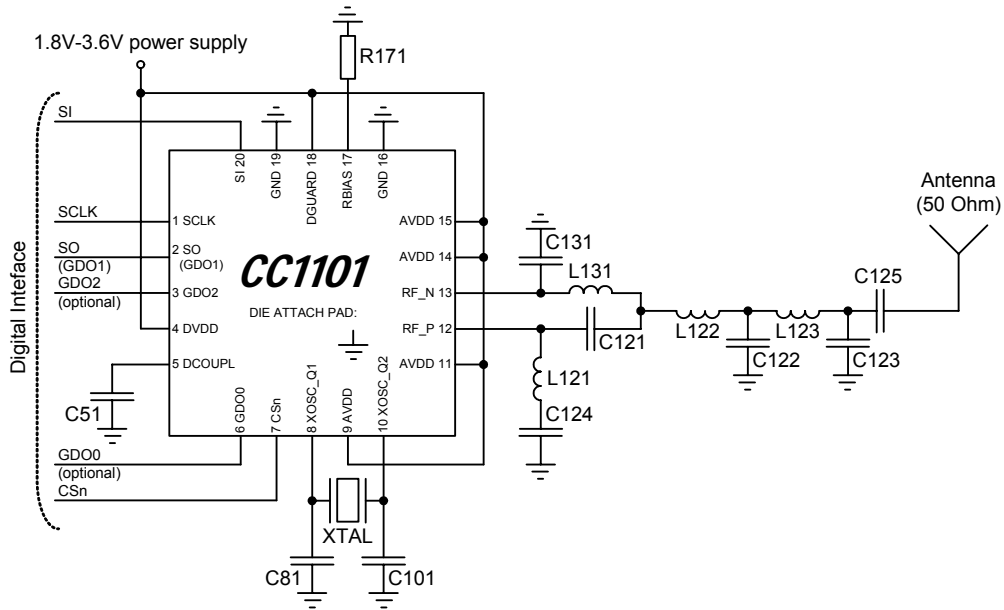 1.8V-3.6V power supply
R171
SI
SI 20
GND 19
DGUARD 18
RBIAS 17
GND 16
Antenna
(50 Ohm)
SCLK
1 SCLK
AVDD 15
SO
(GDO1)
2 SO
(GDO1)
CC1101
AVDD 14
C131
L131
C125
GDO2
(optional)
3 GDO2
DIE ATTACH PAD:
RF_N 13
Digital Inteface
4 DVDD
RF_P 12
C121
L122
L123
C122
C123
5 DCOUPL
AVDD 11
L121
C51
C124
6 GDO0
7 CSn
8 XOSC_Q1
9 AVDD
10 XOSC_Q2
GDO0
(optional)
CSn
XTAL
C81
C101